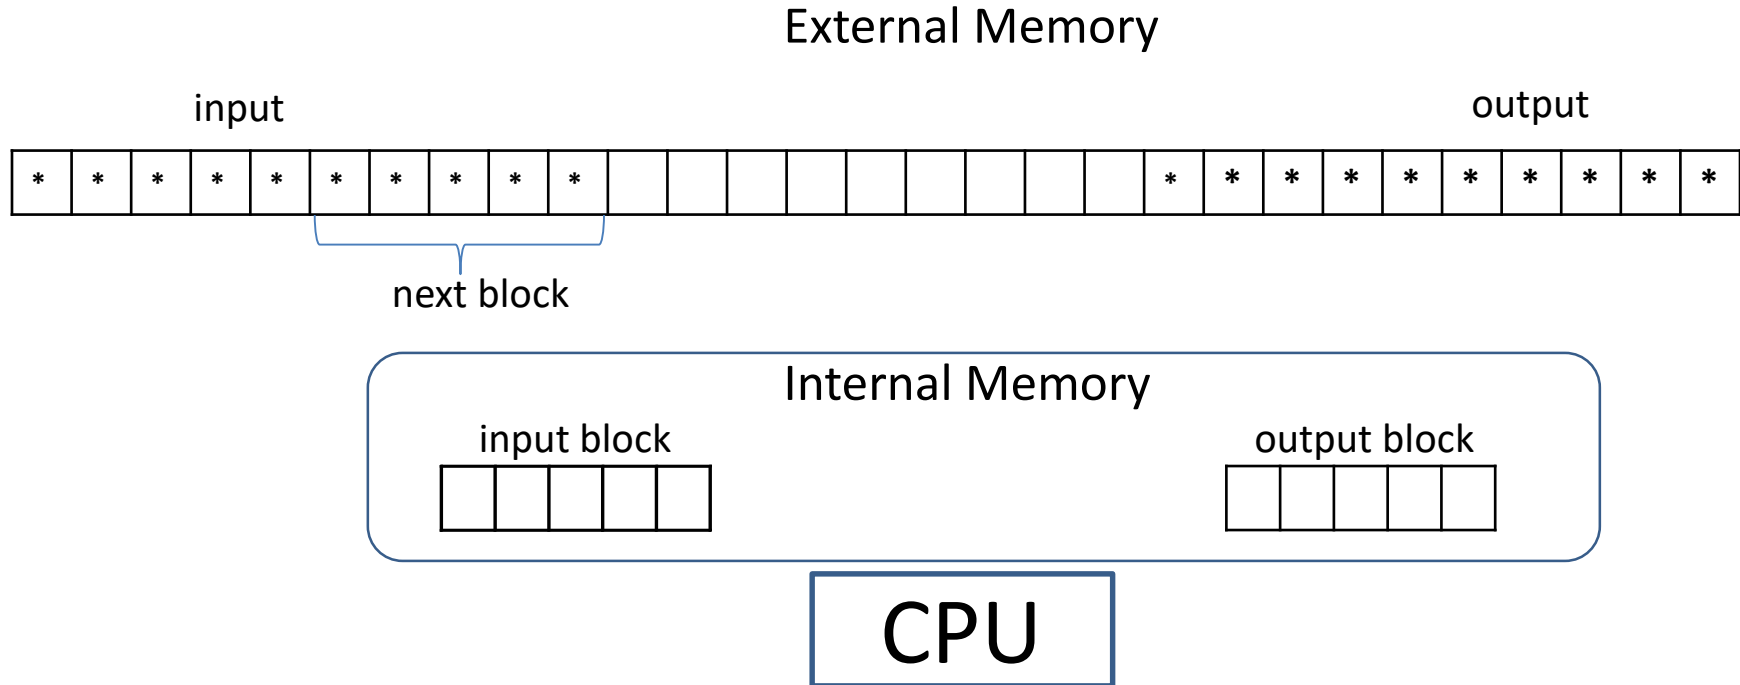 External Memory
input output
* * * * * * * * * * * * * * * * * * * *
next block
Internal Memory
input block output block
CPU